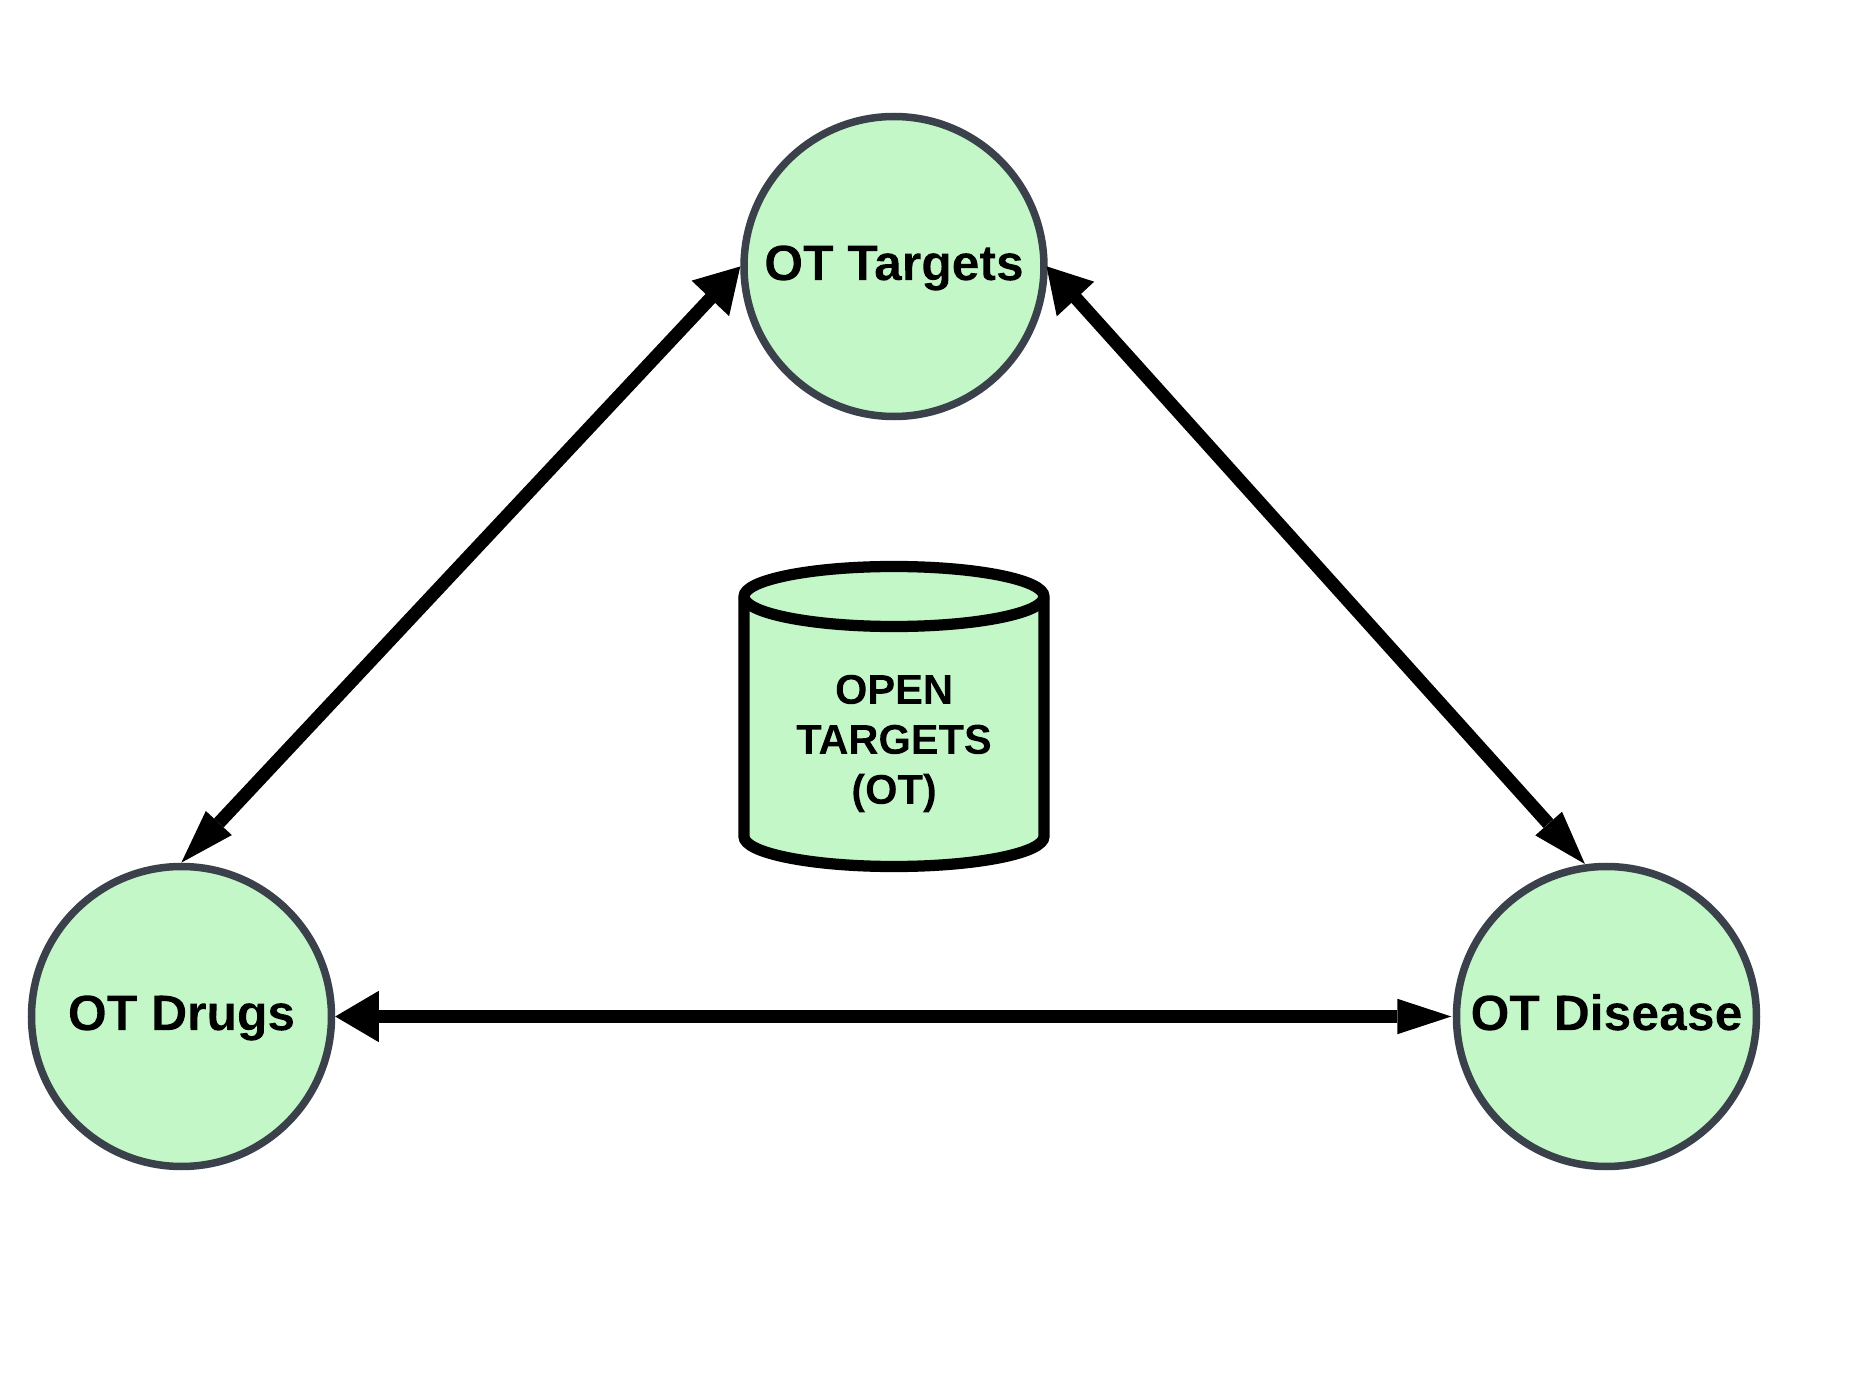 OT Targets
OPEN
TARGETS
(OT)
OT Drugs
OT Disease